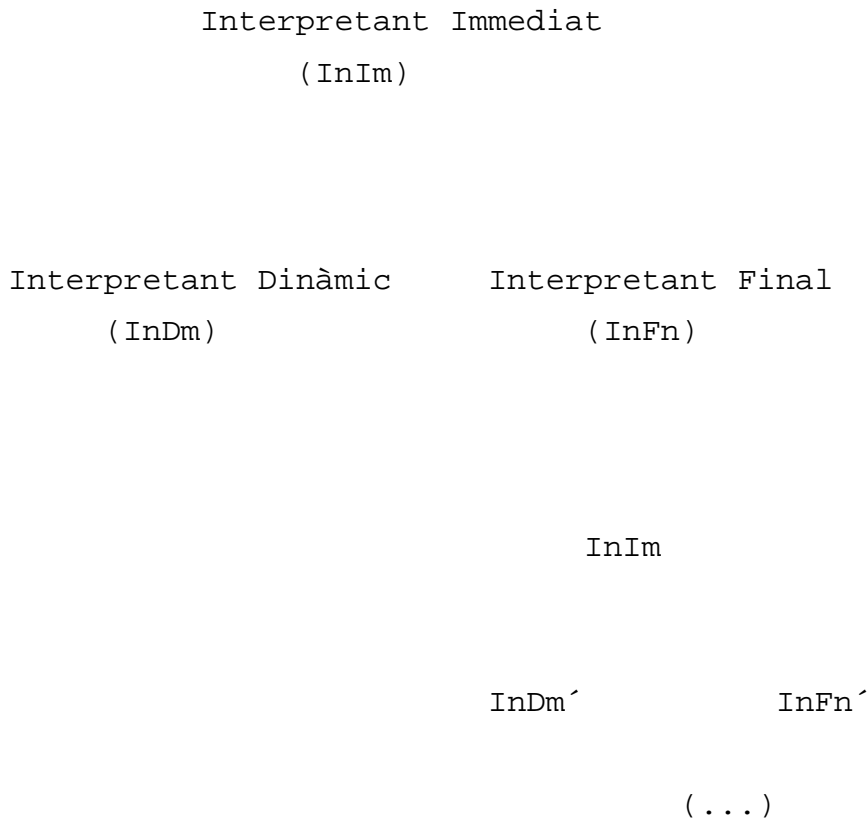 Interpretant Immediat
(InIm)
Interpretant Dinàmic Interpretant Final
(InDm) (InFn)
InIm
InDm´ InFn´
(...)